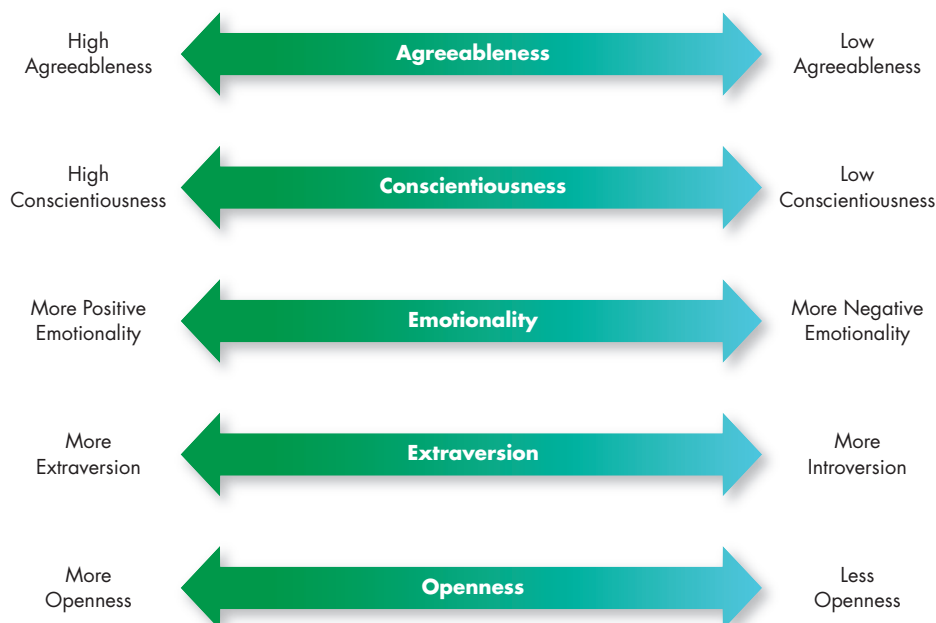 High
Agreeableness
Agreeableness
Low
Agreeableness
High
Conscientiousness
Conscientiousness
Low
Conscientiousness
More Positive
Emotionality
Emotionality
More Negative
Emotionality
More
Extraversion
Extraversion
More
Introversion
More
Openness
Openness
Less
Openness